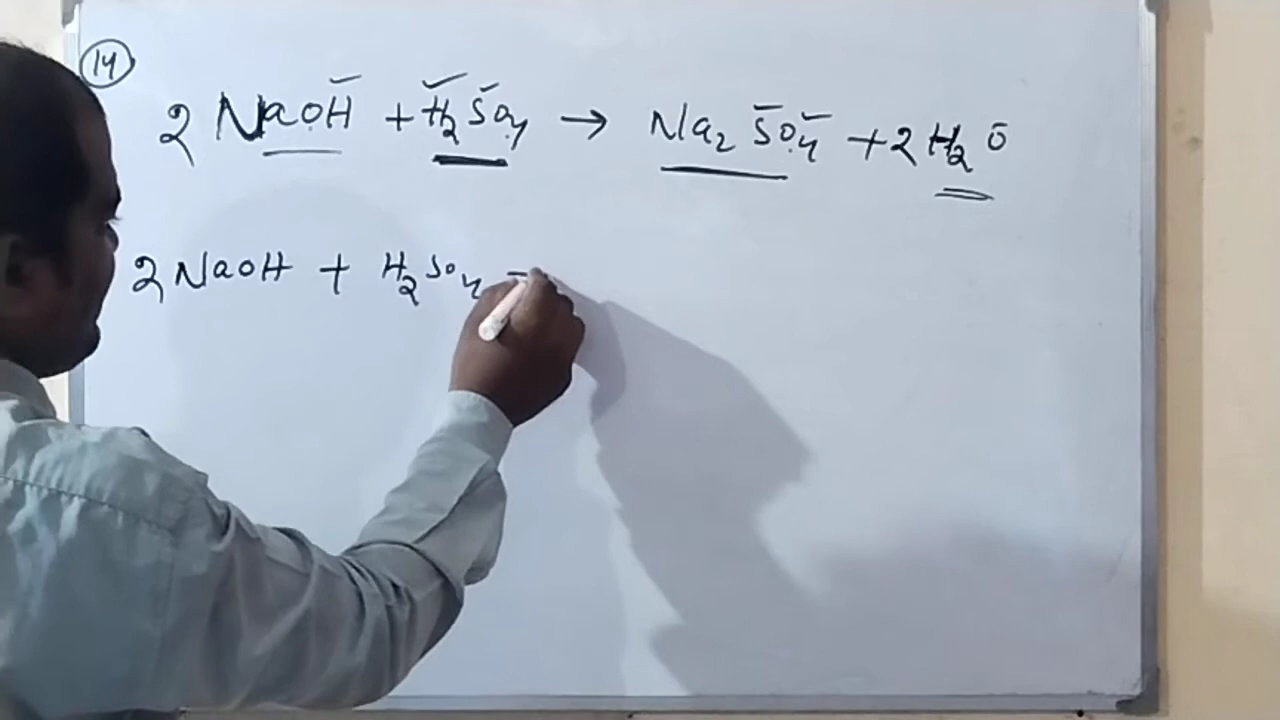 14
2 NaOH + H2SO4 → Na2SO4 + 2H2O
2 NaOH + H2SO4